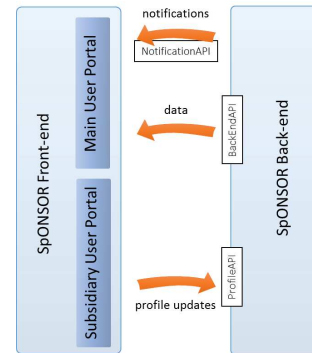 notifications
NotificationAPI
Main User Portal
data
BackEndAPI
SpONSOR Front-end
SpONSOR Back-end
Subsidiary User Portal
ProfileAPI
profile updates